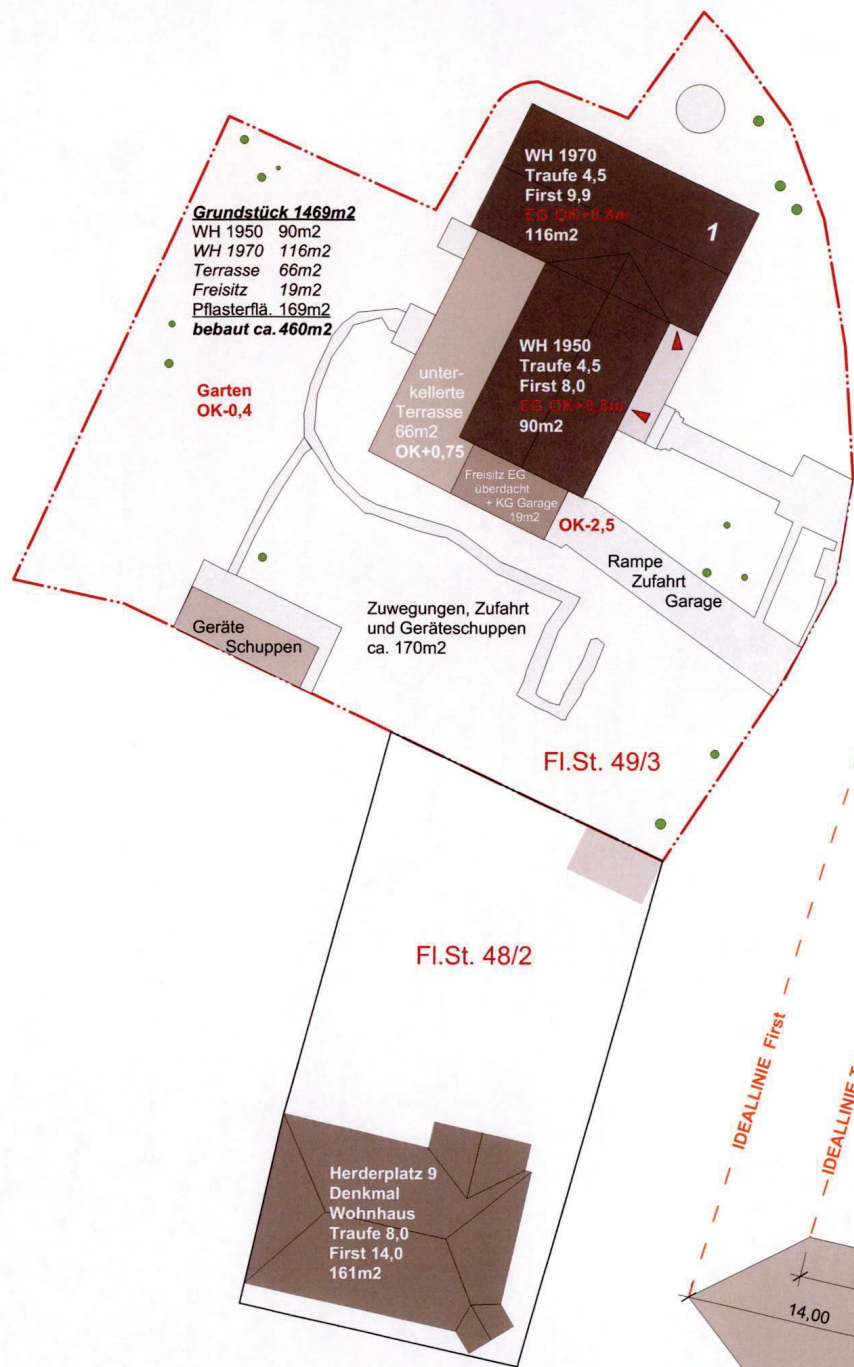 WH 1970
Traufe 4,5
First 9,9
EG OK+0,8m
116m2
1
Grundstück 1469m2
WH 1950 90m2
WH 1970 116m2
Terrasse 66m2
Freisitz 19m2
Pflasterflä. 169m2
bebaut ca. 460m2
Garten
OK-0,4
unter-
kellerte
Terrasse
66m2
OK+0,75
WH 1950
Traufe 4,5
First 8,0
EG OK+0,8m
90m2
Freisitz EG
überdacht
+ KG Garage
19m2
OK-2,5
Rampe
Zufahrt
Garage
Geräte
Schuppen
Zuwegungen, Zufahrt
und Geräteschuppen
ca. 170m2
Fl.St. 49/3
Fl.St. 48/2
IDEALLINIE First
IDEALLINIE T
Herderplatz 9
Denkmal
Wohnhaus
Traufe 8,0
First 14,0
161m2
14,00